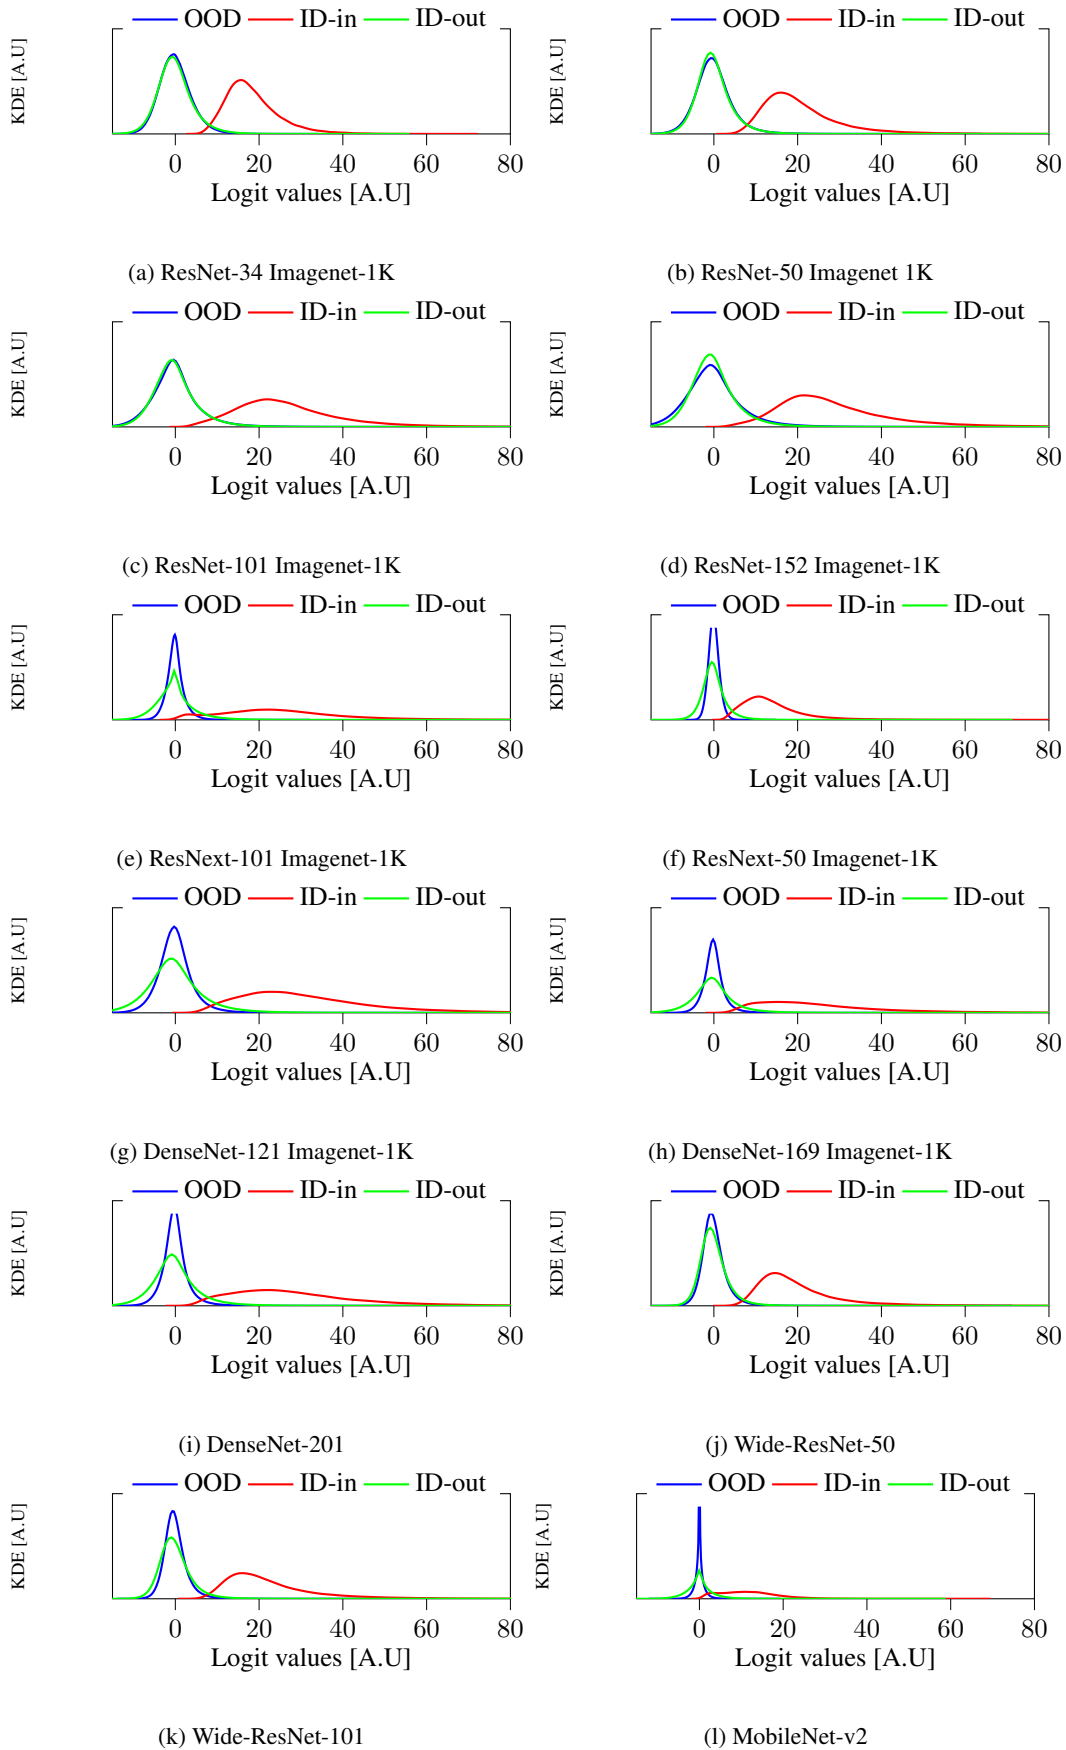 OOD ID-in ID-out OOD ID-in ID-out
KDE [A.U] KDE [A.U]
0 20 40 60 80 0 20 40 60 80
Logit values [A.U] Logit values [A.U]
(a) ResNet-34 Imagenet-1K (b) ResNet-50 Imagenet 1K
OOD ID-in ID-out OOD ID-in ID-out
KDE [A.U] KDE [A.U]
0 20 40 60 80 0 20 40 60 80
Logit values [A.U] Logit values [A.U]
(c) ResNet-101 Imagenet-1K (d) ResNet-152 Imagenet-1K
OOD ID-in ID-out OOD ID-in ID-out
KDE [A.U] KDE [A.U]
0 20 40 60 80 0 20 40 60 80
Logit values [A.U] Logit values [A.U]
(e) ResNext-101 Imagenet-1K (f) ResNext-50 Imagenet-1K
OOD ID-in ID-out OOD ID-in ID-out
KDE [A.U] KDE [A.U]
0 20 40 60 80 0 20 40 60 80
Logit values [A.U] Logit values [A.U]
(g) DenseNet-121 Imagenet-1K (h) DenseNet-169 Imagenet-1K
OOD ID-in ID-out OOD ID-in ID-out
KDE [A.U] KDE [A.U]
0 20 40 60 80 0 20 40 60 80
Logit values [A.U] Logit values [A.U]
(i) DenseNet-201 (j) Wide-ResNet-50
OOD ID-in ID-out OOD ID-in ID-out
KDE [A.U] KDE [A.U]
0 20 40 60 80 0 20 40 60 80
Logit values [A.U] Logit values [A.U]
(k) Wide-ResNet-101 (l) MobileNet-v2